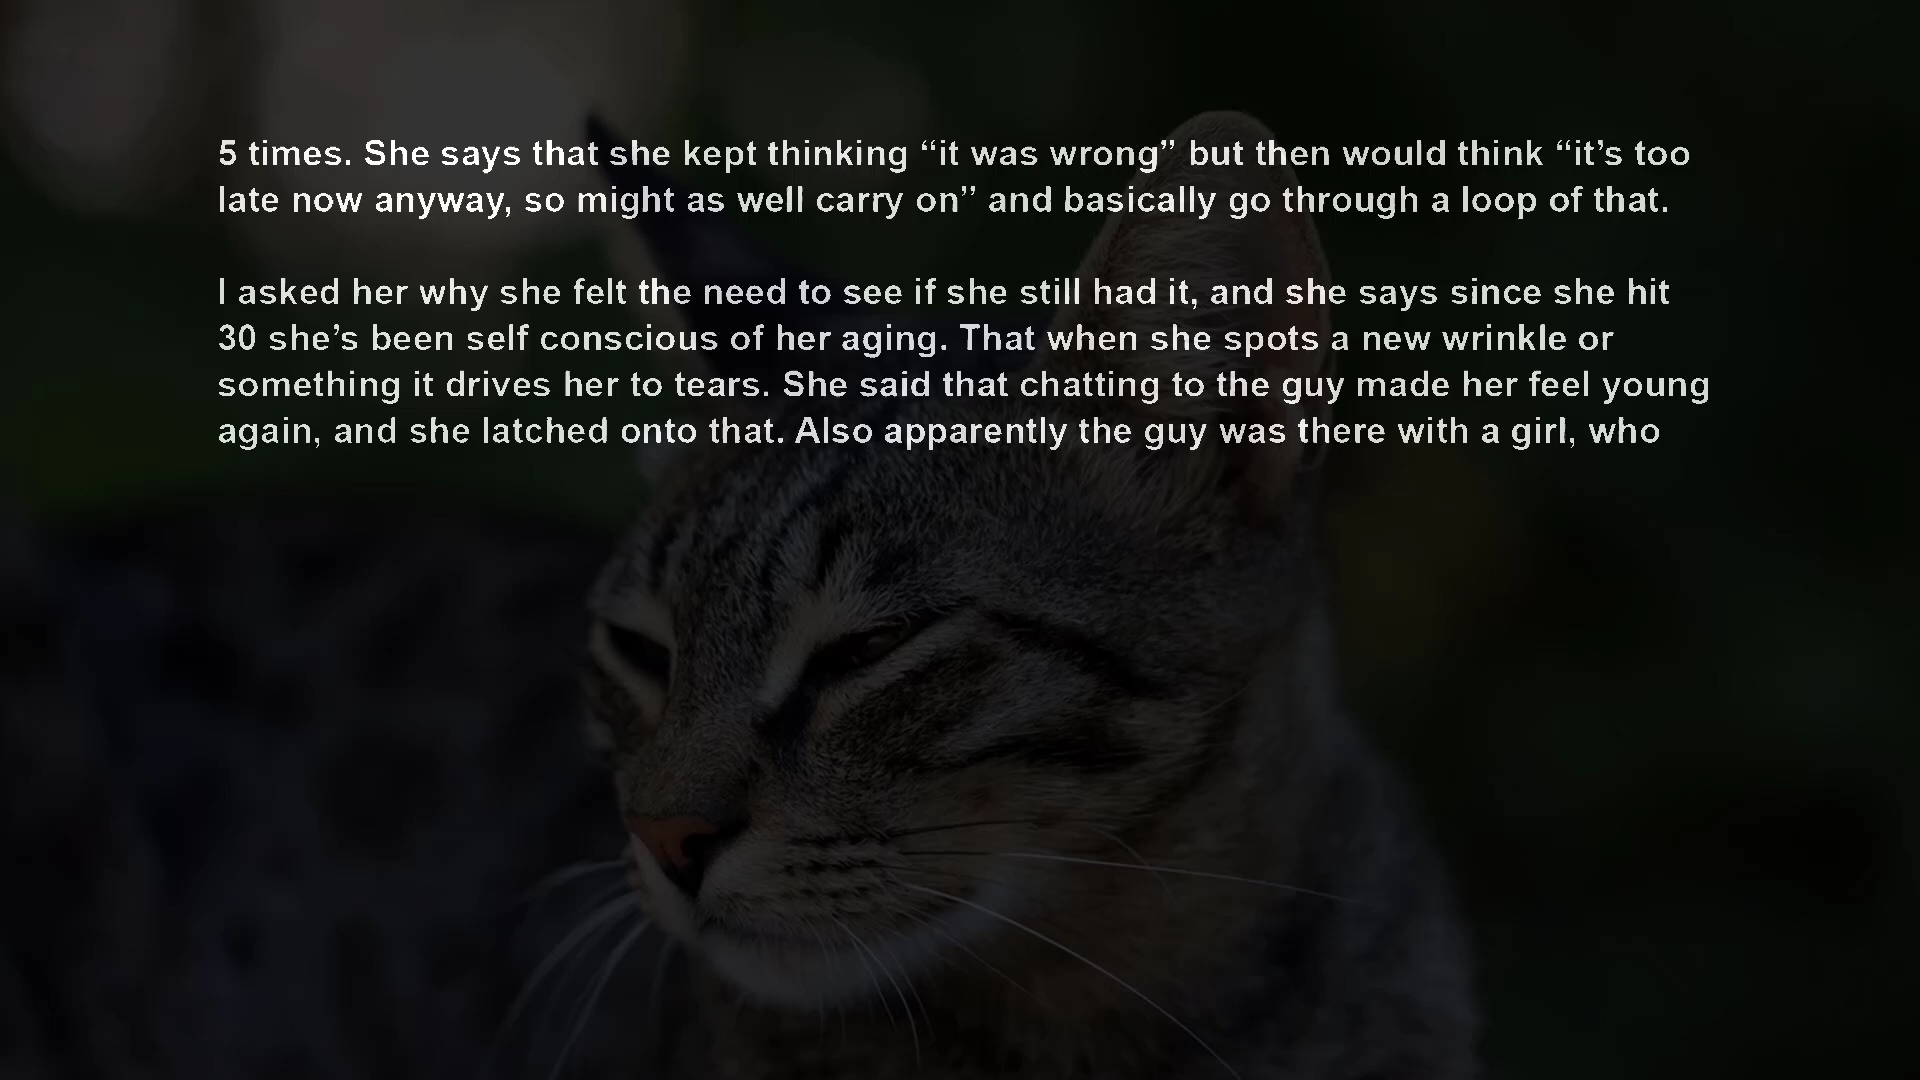 5 times. She says that she kept thinking “it was wrong” but then would think “it’s too
late now anyway, so might as well carry on” and basically go through a loop of that.
I asked her why she felt the need to see if she still had it, and she says since she hit
30 she’s been self conscious of her aging. That when she spots a new wrinkle or
something it drives her to tears. She said that chatting to the guy made her feel young
again, and she latched onto that. Also apparently the guy was there with a girl, who